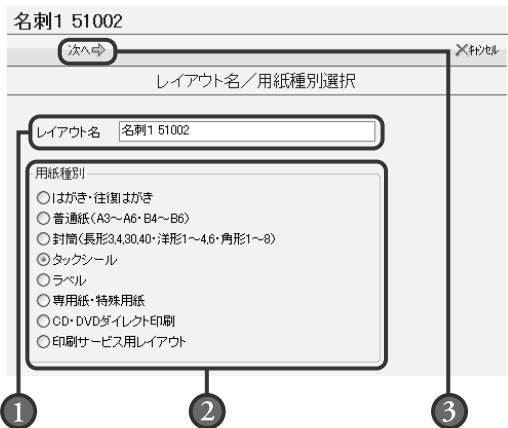 名刺1 51002
次へ
キャンセル
レイアウト名／用紙種別選択
レイアウト名 名刺1 51002
用紙種別
はがき・往復はがき
普通紙(A3～A6・B4～B6)
封筒(長形3,4,30,40・洋形1～4,6・角形1～8)
タックシール
ラベル
専用紙・特殊用紙
CD・DVDダイレクト印刷
印刷サービス用レイアウト
1 2 3